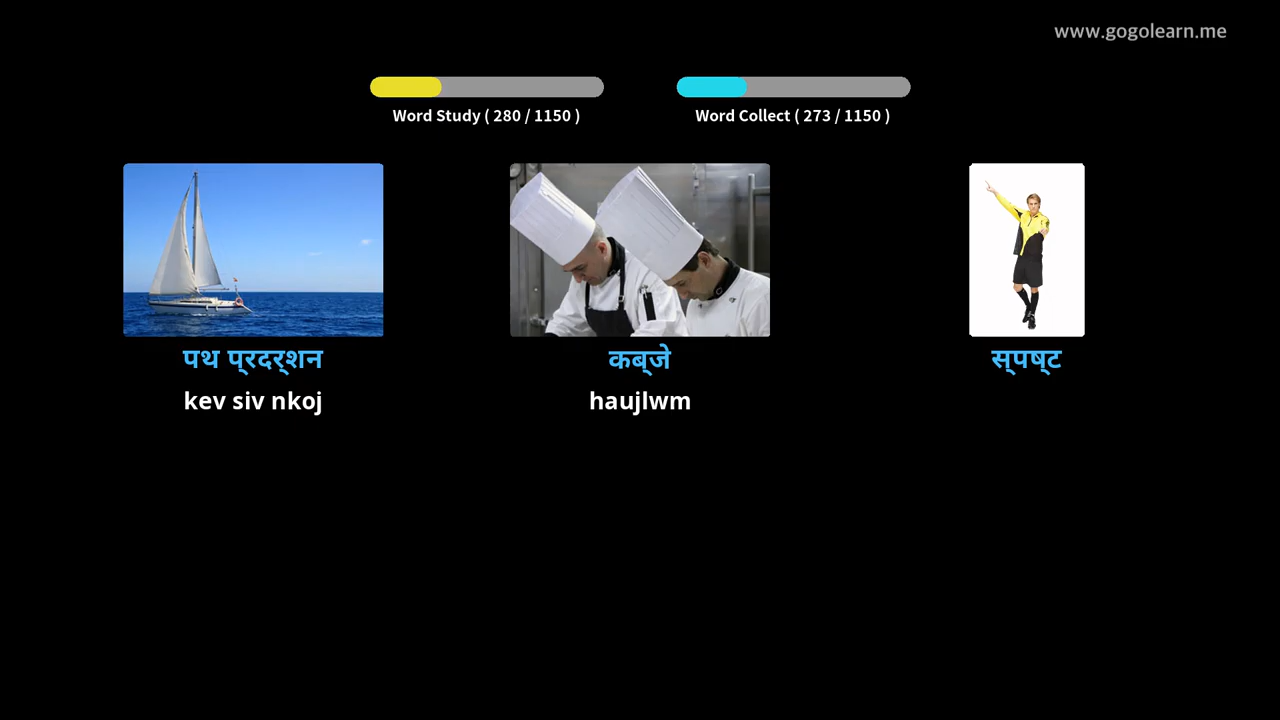 www.gogolearn.me
Word Study ( 280 / 1150 )
Word Collect ( 273 / 1150 )
पथ प्रदर्शन
कब्जे
स्पष्ट
kev siv nkoj
haujlwm